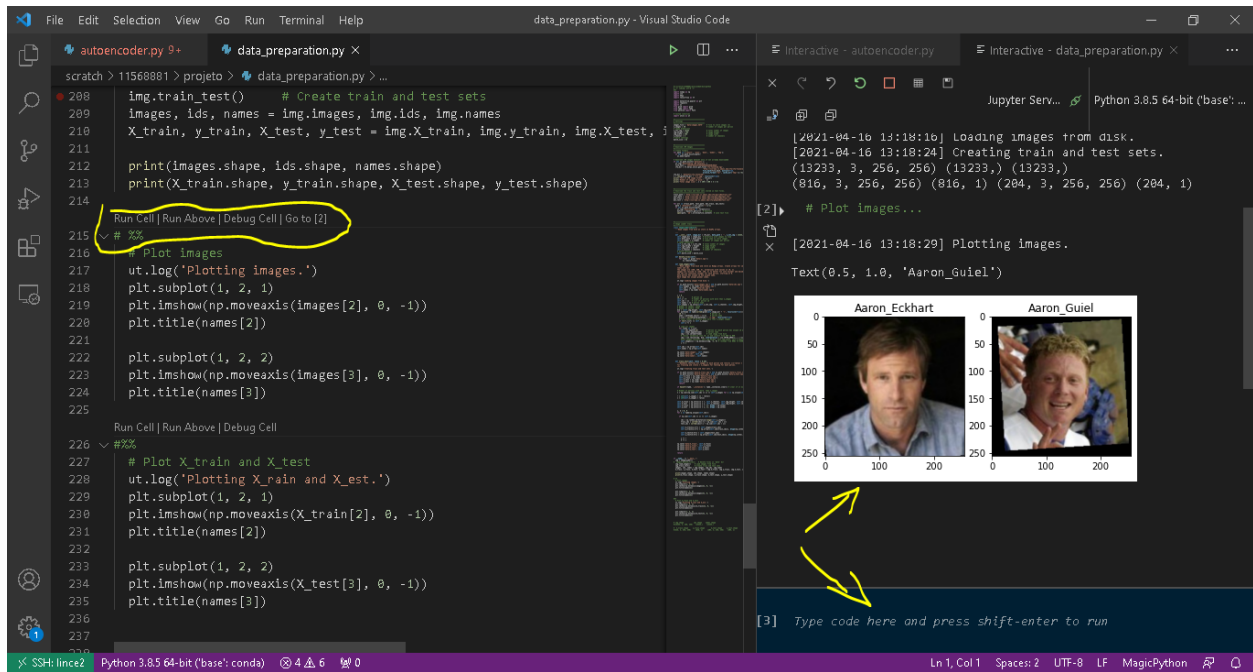 File Edit Selection View Go Run Terminal Help
data_preparation.py - Visual Studio Code
autoencoder.py 9+
data_preparation.py
scratch > 11568881 > projeto > data_preparation.py > ...
208 img.train_test() # Create train and test sets
209 images, ids, names = img.images, img.ids, img.names
210 X_train, y_train, X_test, y_test = img.X_train, img.y_train, img.X_test,
211
212 print(images.shape, ids.shape, names.shape)
213 print(X_train.shape, y_train.shape, X_test.shape, y_test.shape)
214
Run Cell | Run Above | Debug Cell | Go to [2]
215 # %%
216 # Plot images
217 ut.log('Plotting images.')
218 plt.subplot(1, 2, 1)
219 plt.imshow(np.moveaxis(images[2], 0, -1))
220 plt.title(names[2])
221
222 plt.subplot(1, 2, 2)
223 plt.imshow(np.moveaxis(images[3], 0, -1))
224 plt.title(names[3])
225
Run Cell | Run Above | Debug Cell
226 #%%
227 # Plot X_train and X_test
228 ut.log('Plotting X_rain and X_est.')
229 plt.subplot(1, 2, 1)
230 plt.imshow(np.moveaxis(X_train[2], 0, -1))
231 plt.title(names[2])
232
233 plt.subplot(1, 2, 2)
234 plt.imshow(np.moveaxis(X_test[3], 0, -1))
235 plt.title(names[3])
236
237
Interactive - autoencoder.py
Interactive - data_preparation.py
Jupyter Serv...
Python 3.8.5 64-bit ('base': ...
[2021-04-16 13:18:16] Loading images from disk.
[2021-04-16 13:18:24] Creating train and test sets.
(13233, 3, 256, 256) (13233,) (13233,)
(816, 3, 256, 256) (816, 1) (204, 3, 256, 256) (204, 1)
[2] # Plot images...
[2021-04-16 13:18:29] Plotting images.
Text(0.5, 1.0, 'Aaron_Guiel')
Aaron_Eckhart
Aaron_Guiel
0
50
100
150
200
250
0 100 200
0
50
100
150
200
250
0 100 200
[3] Type code here and press shift-enter to run
1
SSH: lince2
Python 3.8.5 64-bit ('base': conda)
4 6
0
Ln 1, Col 1
Spaces: 2
UTF-8
LF
MagicPython